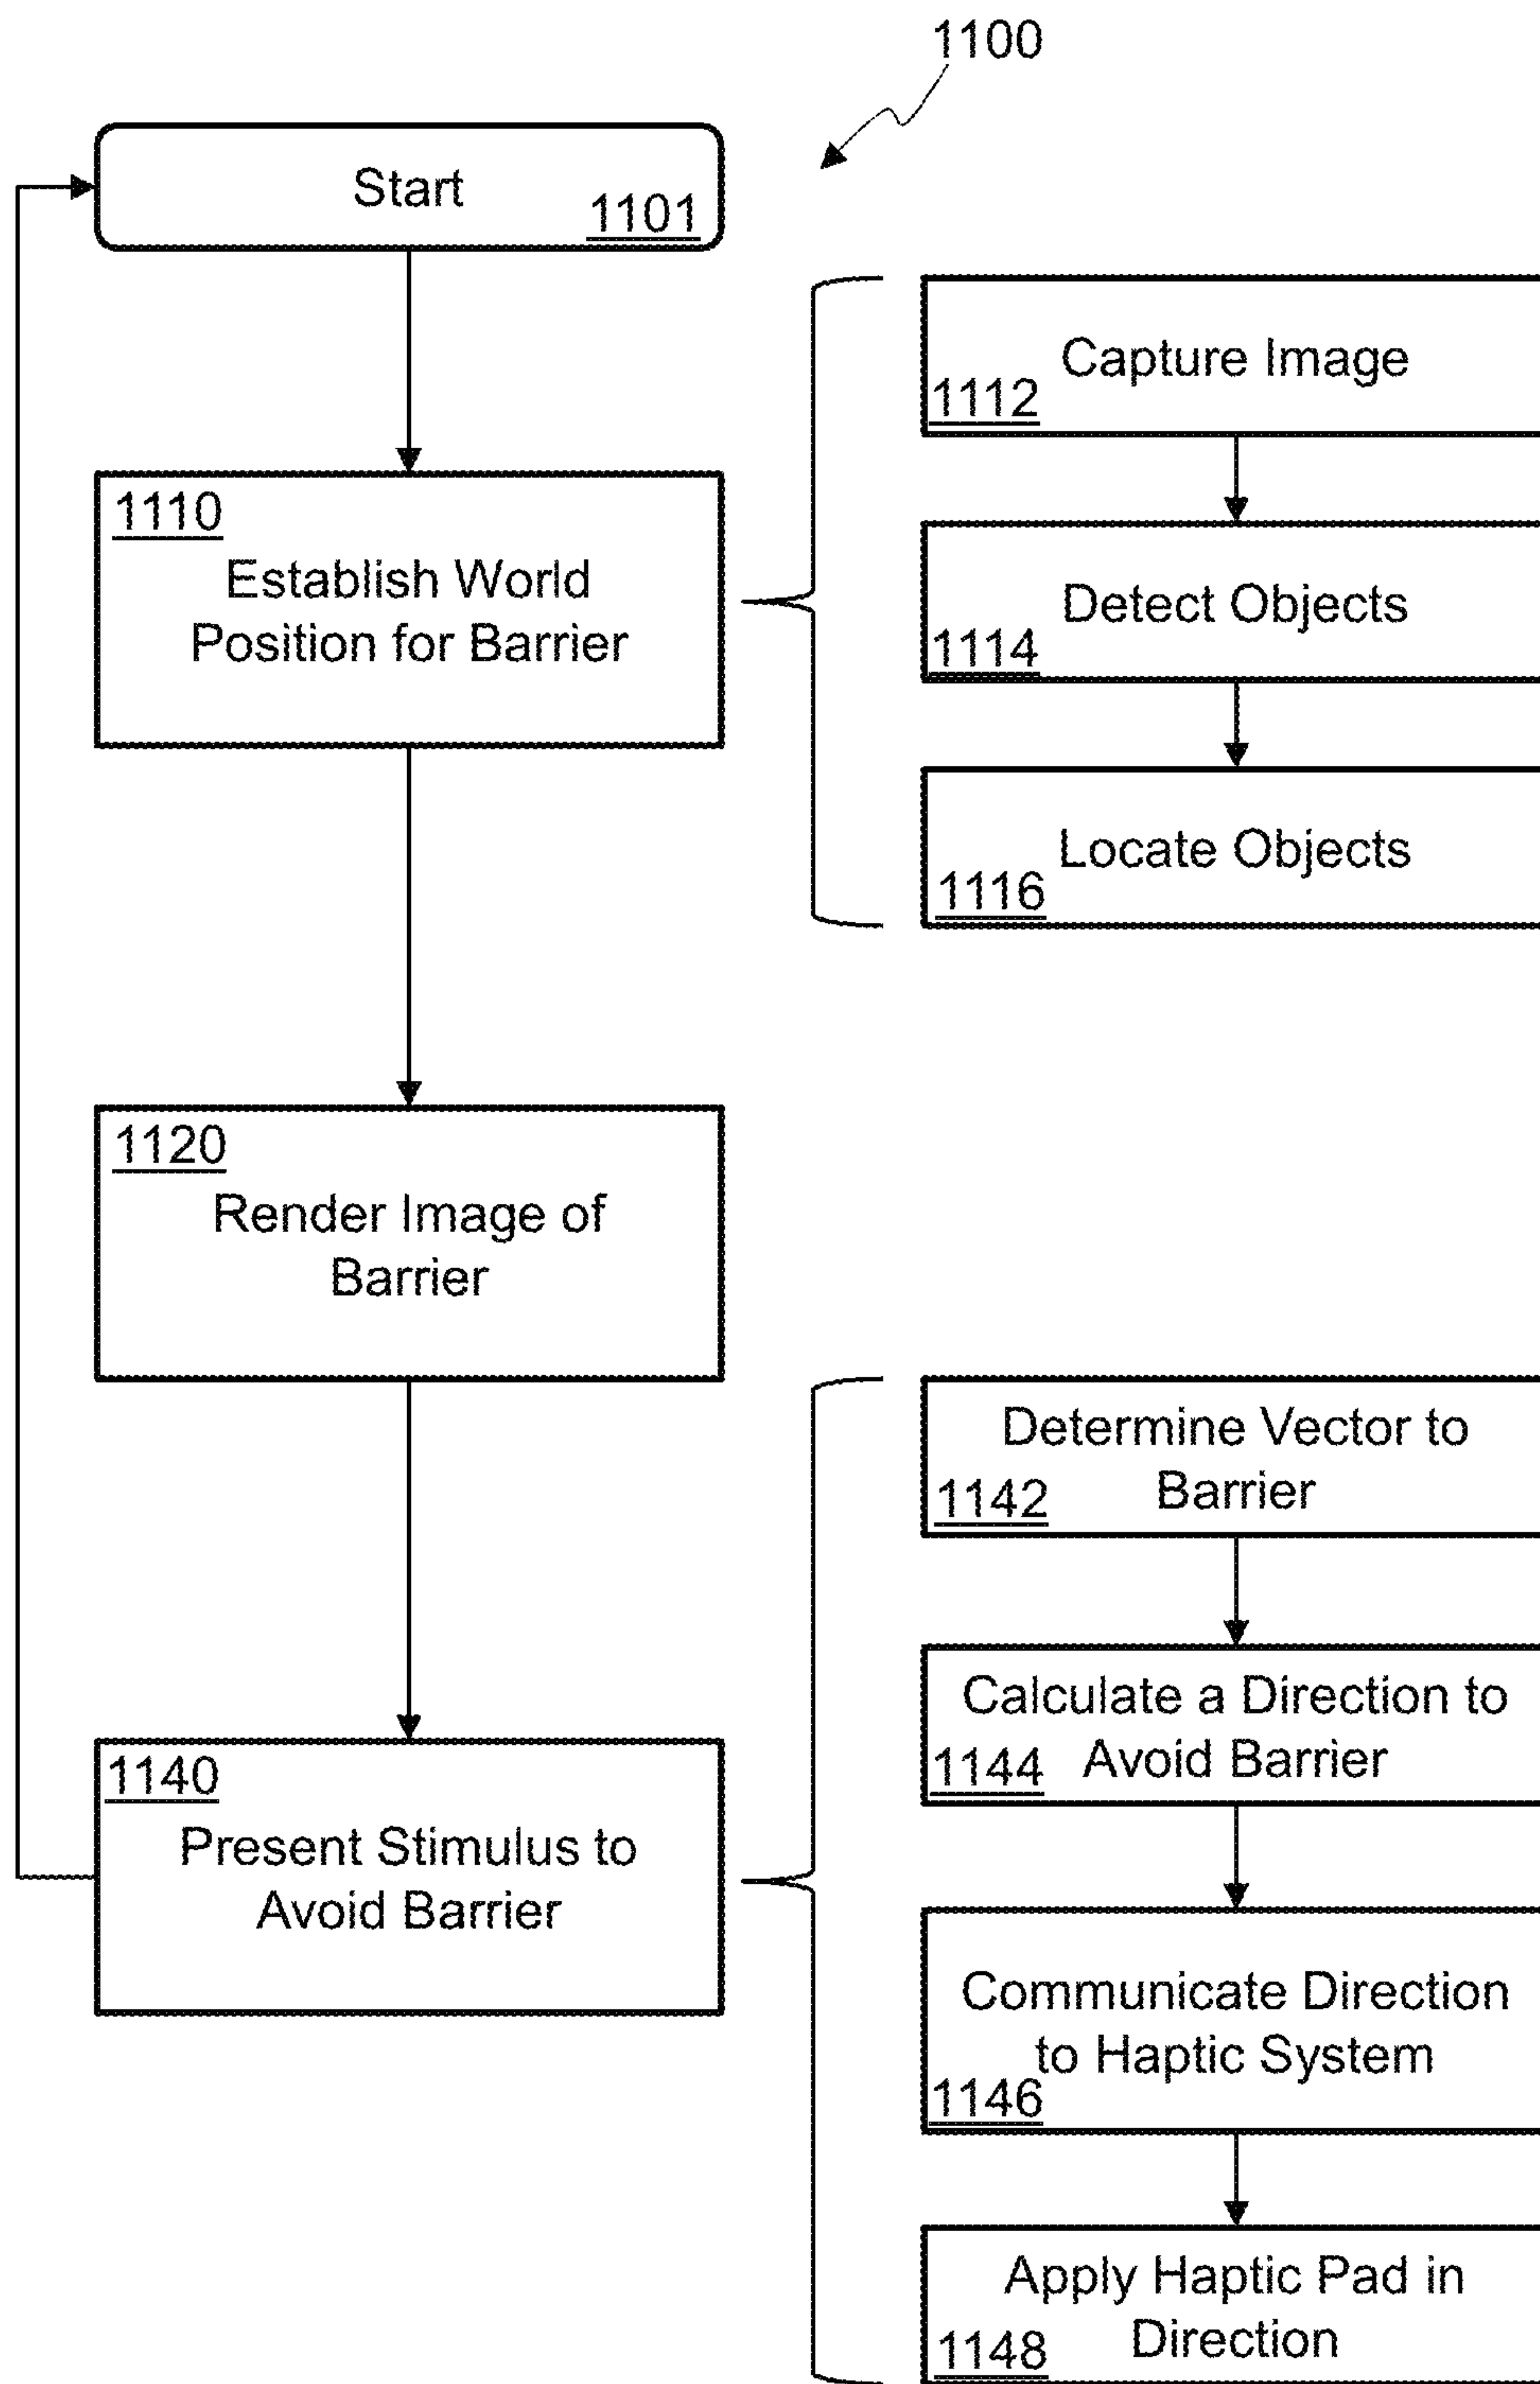 1100
Start
1101
1110
Establish World
Position for Barrier
Capture Image
1112
Detect Objects
1114
Locate Objects
1116
1120
Render Image of
Barrier
1140
Present Stimulus to
Avoid Barrier
Determine Vector to
Barrier
1142
Calculate a Direction to
Avoid Barrier
1144
Communicate Direction
to Haptic System
1146
Apply Haptic Pad in
Direction
1148